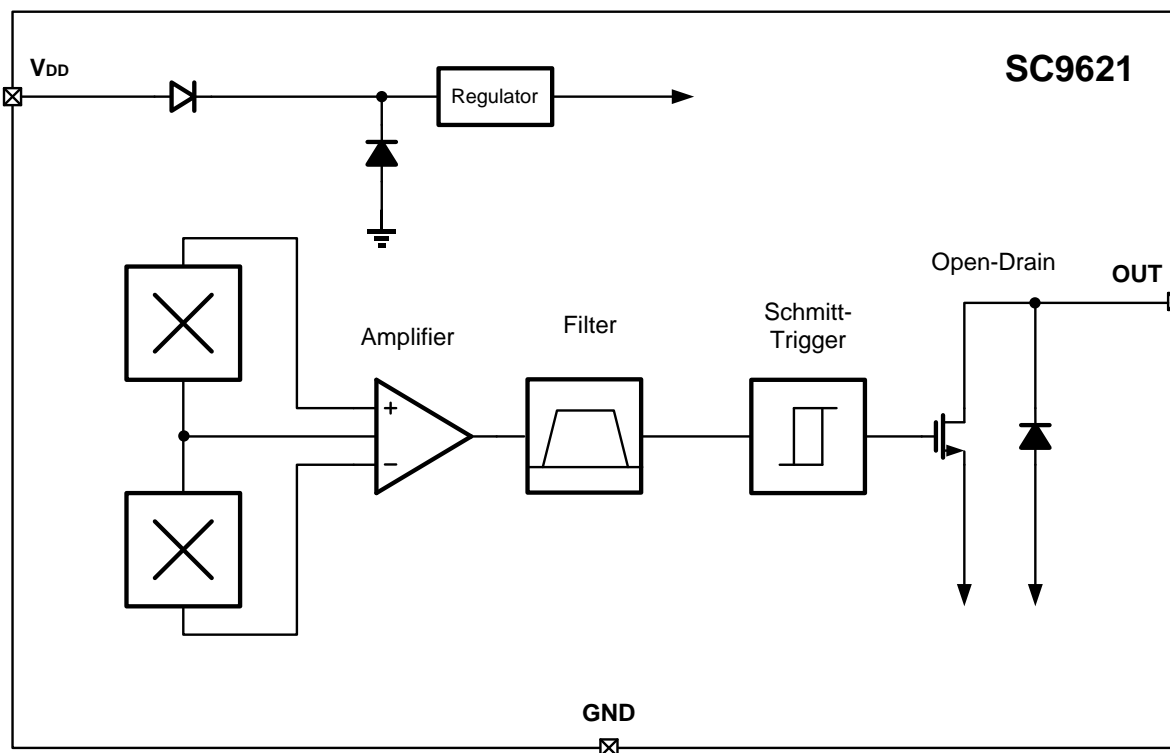 VDD
SC9621
Regulator
Open-Drain
OUT
Schmitt-
Trigger
Filter
Amplifier
+
−
GND